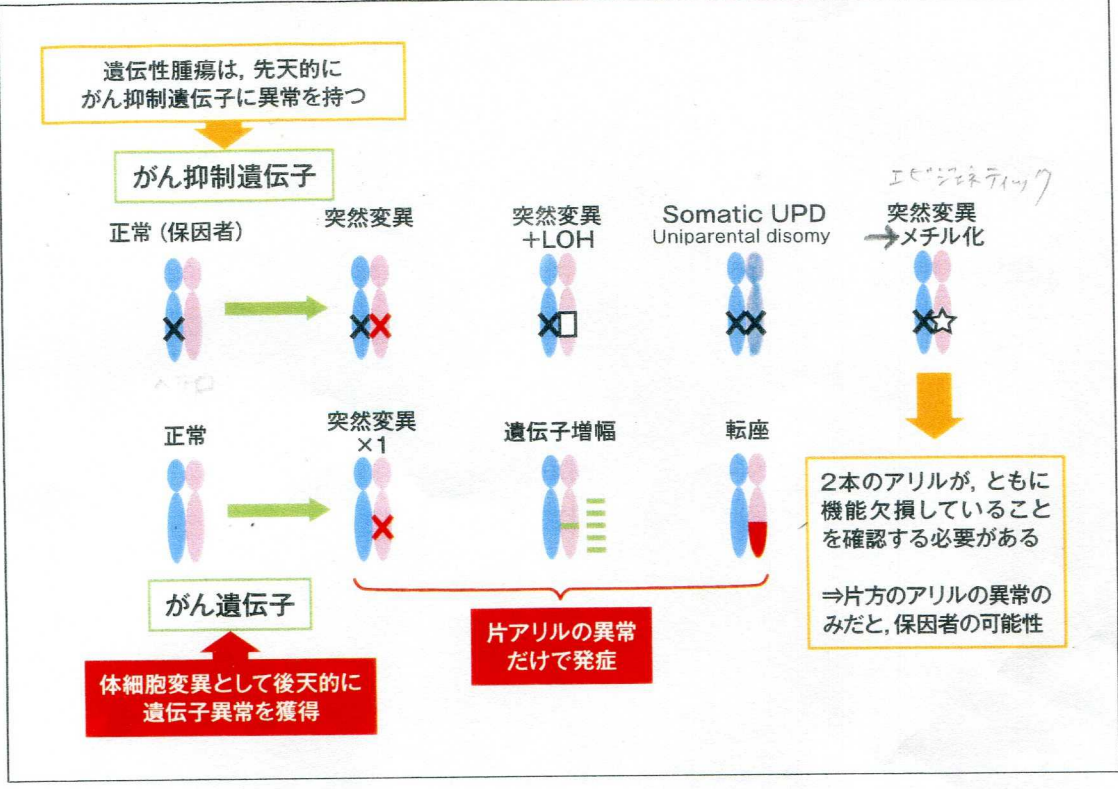 遺伝性腫瘍は, 先天的に
がん抑制遺伝子に異常を持つ
がん抑制遺伝子
エピジェネティック
正常 (保因者)
突然変異
突然変異
+LOH
Somatic UPD
Uniparental disomy
突然変異
→メチル化
正常
突然変異
×1
遺伝子増幅
転座
2本のアリルが, ともに
機能欠損していること
を確認する必要がある
⇒片方のアリルの異常の
みだと, 保因者の可能性
がん遺伝子
片アリルの異常
だけで発症
体細胞変異として後天的に
遺伝子異常を獲得